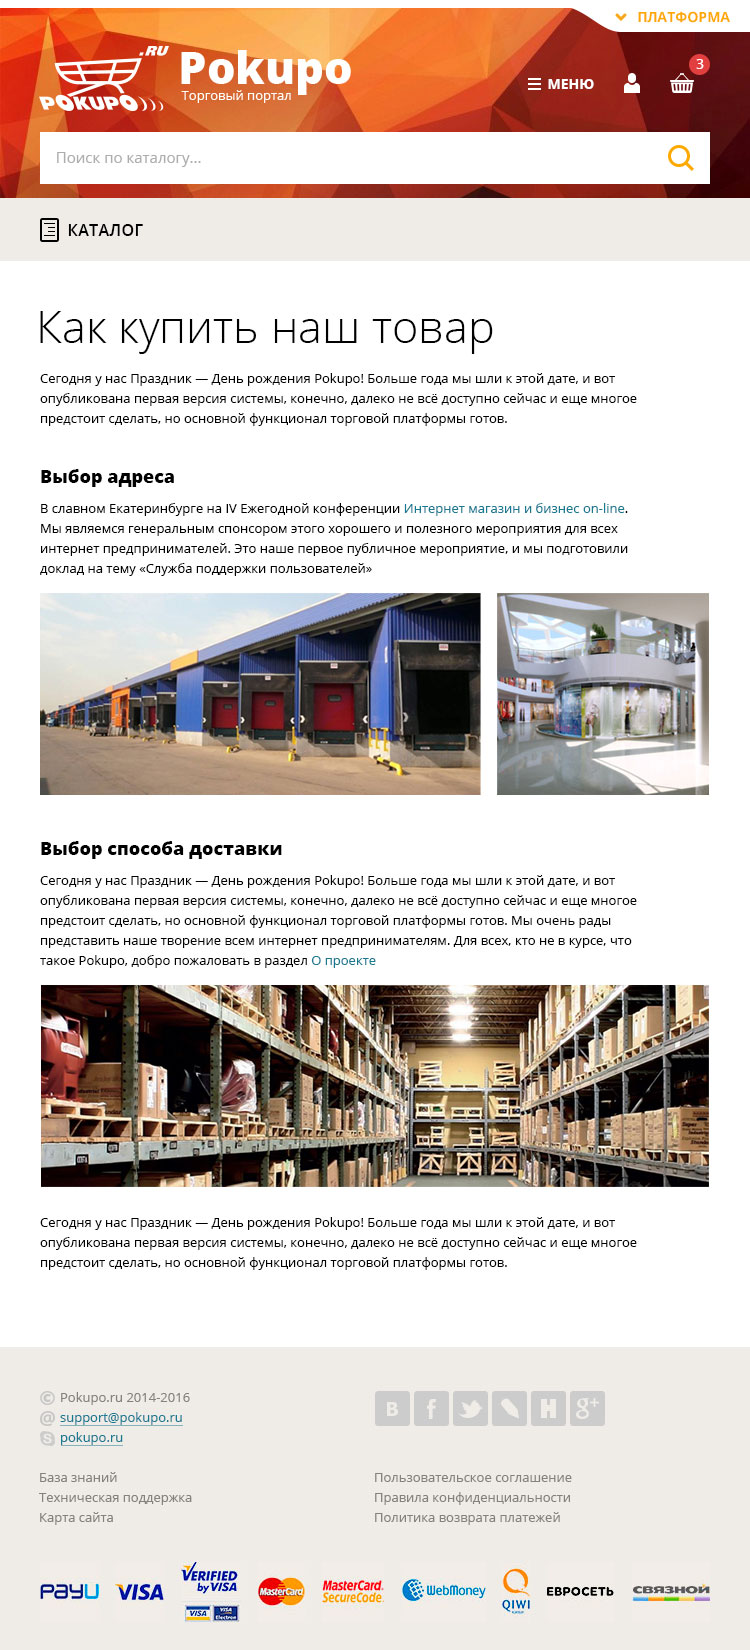 ПЛАТФОРМА
.RU
POKUPO
Pokupo
Торговый портал
МЕНЮ
3
Поиск по каталогу...
КАТАЛОГ
Как купить наш товар
Сегодня у нас Праздник — День рождения Pokupo! Больше года мы шли к этой дате, и вот
опубликована первая версия системы, конечно, далеко не всё доступно сейчас и еще многое
предстоит сделать, но основной функционал торговой платформы готов.
Выбор адреса
В славном Екатеринбурге на IV Ежегодной конференции Интернет магазин и бизнес on-line.
Мы являемся генеральным спонсором этого хорошего и полезного мероприятия для всех
интернет предпринимателей. Это наше первое публичное мероприятие, и мы подготовили
доклад на тему «Служба поддержки пользователей»
Выбор способа доставки
Сегодня у нас Праздник — День рождения Pokupo! Больше года мы шли к этой дате, и вот
опубликована первая версия системы, конечно, далеко не всё доступно сейчас и еще многое
предстоит сделать, но основной функционал торговой платформы готов. Мы очень рады
представить наше творение всем интернет предпринимателям. Для всех, кто не в курсе, что
такое Pokupo, добро пожаловать в раздел О проекте
Сегодня у нас Праздник — День рождения Pokupo! Больше года мы шли к этой дате, и вот
опубликована первая версия системы, конечно, далеко не всё доступно сейчас и еще многое
предстоит сделать, но основной функционал торговой платформы готов.
© Pokupo.ru 2014-2016
@ support@pokupo.ru
S pokupo.ru
B f H g+
База знаний
Техническая поддержка
Карта сайта
Пользовательское соглашение
Правила конфиденциальности
Политика возврата платежей
PayU
VISA
VERIFIED
by VISA
VISA
VISA
Electron
MasterCard
MasterCard.
SecureCode.
WebMoney
QIWI
ЕВРОСЕТЬ
СВЯЗНОЙ